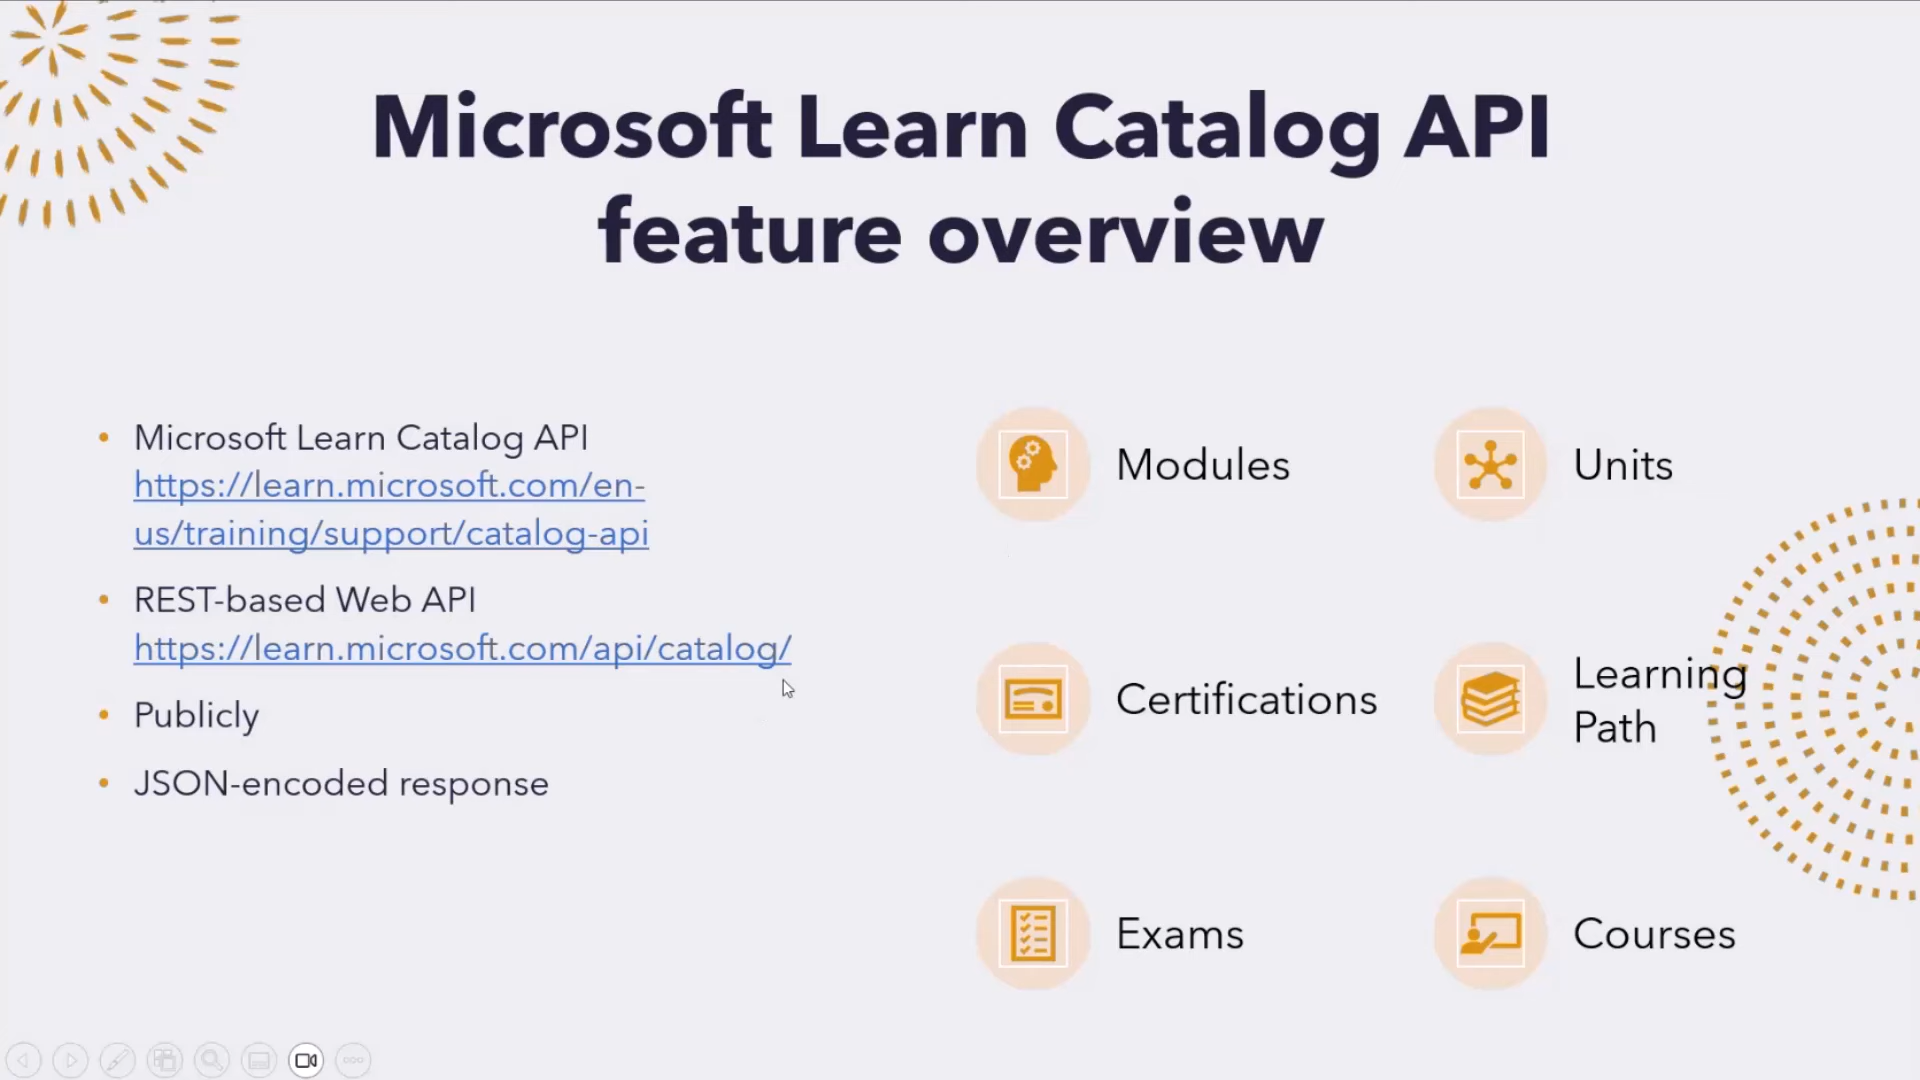 Microsoft Learn Catalog API
feature overview
Microsoft Learn Catalog API
https://learn.microsoft.com/en-
us/training/support/catalog-api
REST-based Web API
https://learn.microsoft.com/api/catalog/
Publicly
JSON-encoded response
Modules
Units
Certifications
Learning
Path
Exams
Courses